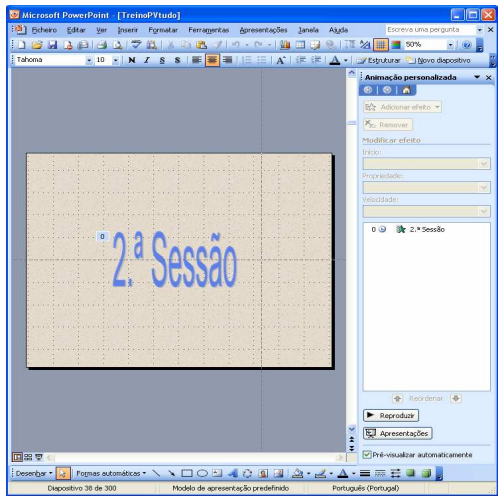 Microsoft PowerPoint - [TreinoPVtudo]
Ficheiro Editar Ver Inserir Formatar Ferramentas Apresentações Janela Ajuda Escreva uma pergunta
50%
Tahoma 10 N I S S A A Estruturar Novo diapositivo
Animação personalizada
Adicionar efeito
Remover
Modificar efeito
Início:
Propriedade:
Velocidade:
0 2.ª Sessão
0
2.ª Sessão
Reordenar
Reproduzir
Apresentações
Pré-visualizar automaticamente
Desenhar Formas automáticas
Diapositivo 38 de 300 Modelo de apresentação predefinido Português (Portugal)